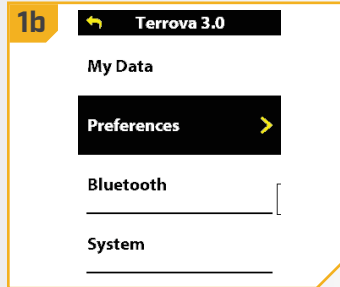 1b
Terrova 3.0
My Data
Preferences
Bluetooth
System